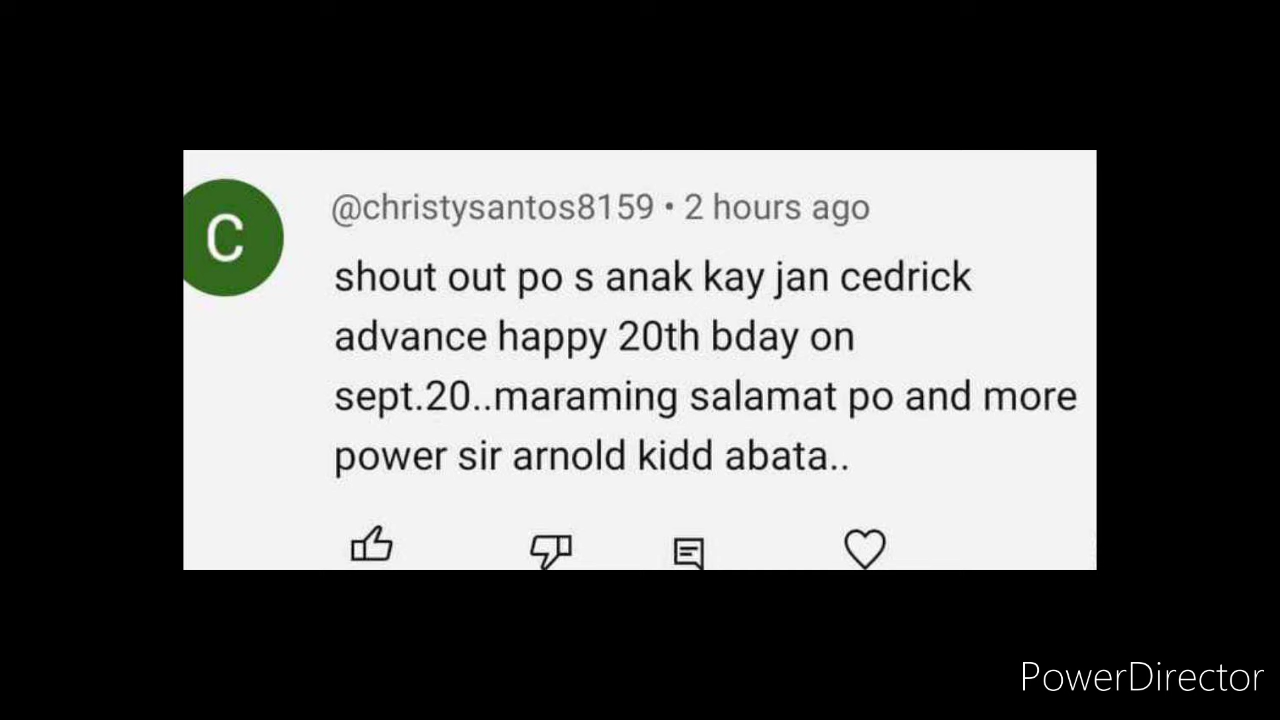 C
@christysantos8159 • 2 hours ago
shout out po s anak kay jan cedrick
advance happy 20th bday on
sept.20..maraming salamat po and more
power sir arnold kidd abata..
PowerDirector